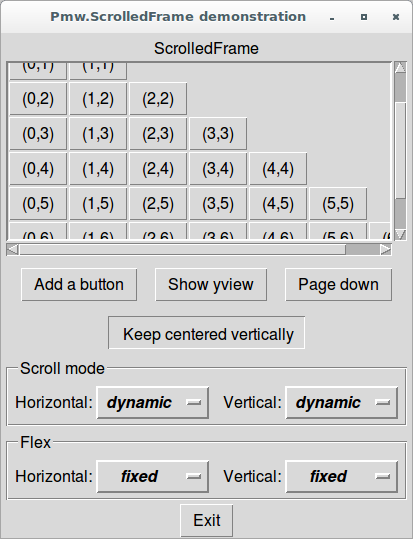 Pmw.ScrolledFrame demonstration
ScrolledFrame
(0,1) (1,1)
(0,2) (1,2) (2,2)
(0,3) (1,3) (2,3) (3,3)
(0,4) (1,4) (2,4) (3,4) (4,4)
(0,5) (1,5) (2,5) (3,5) (4,5) (5,5)
(0,6) (1,6) (2,6) (3,6) (4,6) (5,6)
Add a button Show yview Page down
Keep centered vertically
Scroll mode
Horizontal: dynamic Vertical: dynamic
Flex
Horizontal: fixed Vertical: fixed
Exit